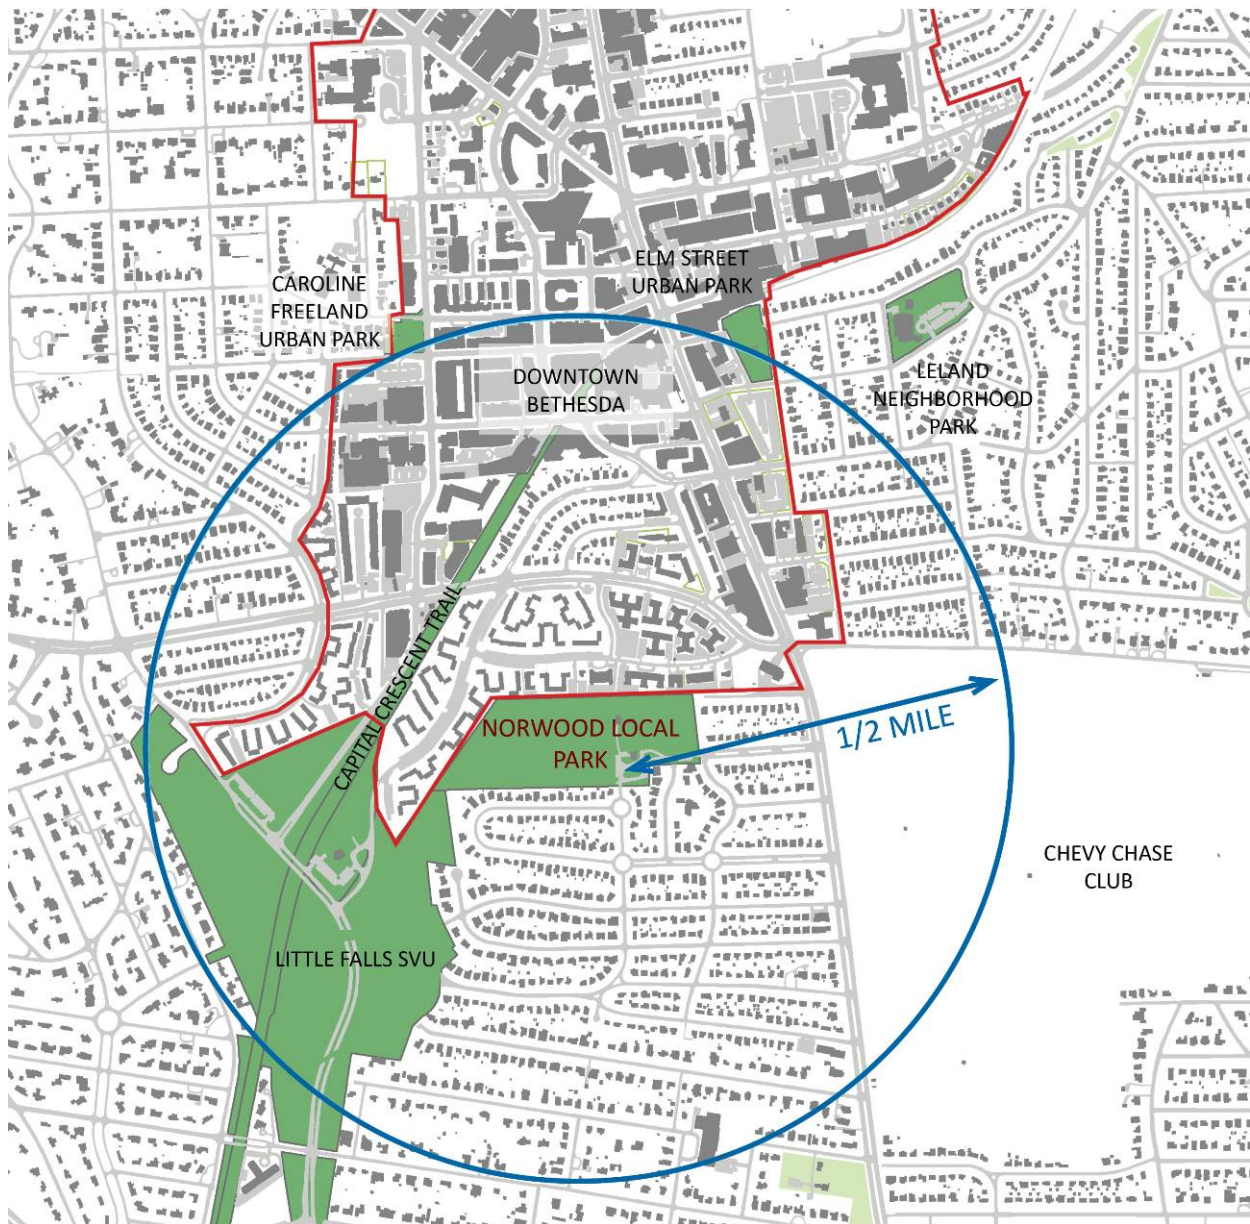 CAROLINE
FREELAND
URBAN PARK
ELM STREET
URBAN PARK
DOWNTOWN
BETHESDA
LELAND
NEIGHBORHOOD
PARK
CAPITAL CRESCENT TRAIL
NORWOOD LOCAL
PARK
1/2 MILE
CHEVY CHASE
CLUB
LITTLE FALLS SVU